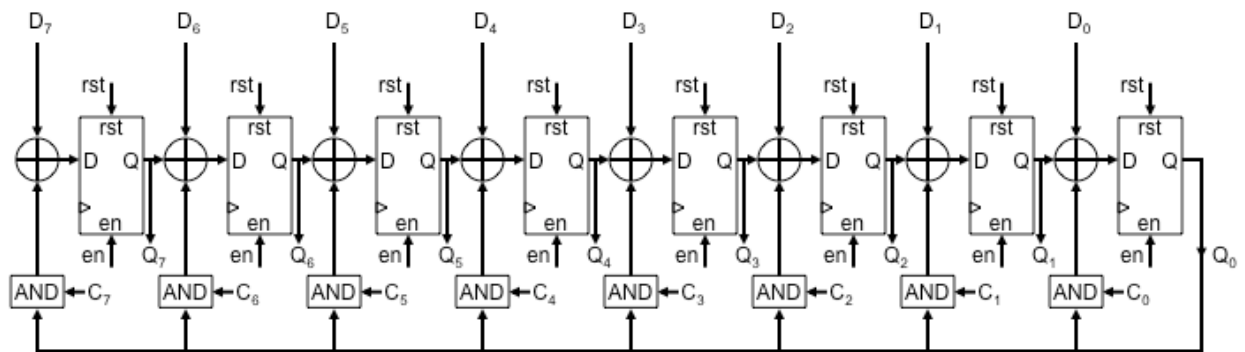 D₇ D₆ D₅ D₄ D₃ D₂ D₁ D₀
rst rst rst rst rst rst rst rst
rst rst rst rst rst rst rst rst
D Q D Q D Q D Q D Q D Q D Q D Q
en en en en en en en en
en Q₇ en Q₆ en Q₅ en Q₄ en Q₃ en Q₂ en Q₁ en Q₀
AND C₇ AND C₆ AND C₅ AND C₄ AND C₃ AND C₂ AND C₁ AND C₀